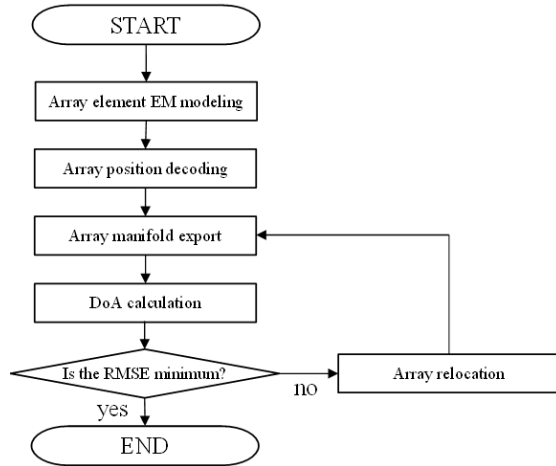 START
Array element EM modeling
Array position decoding
Array manifold export
DoA calculation
Is the RMSE minimum?
no
Array relocation
yes
END